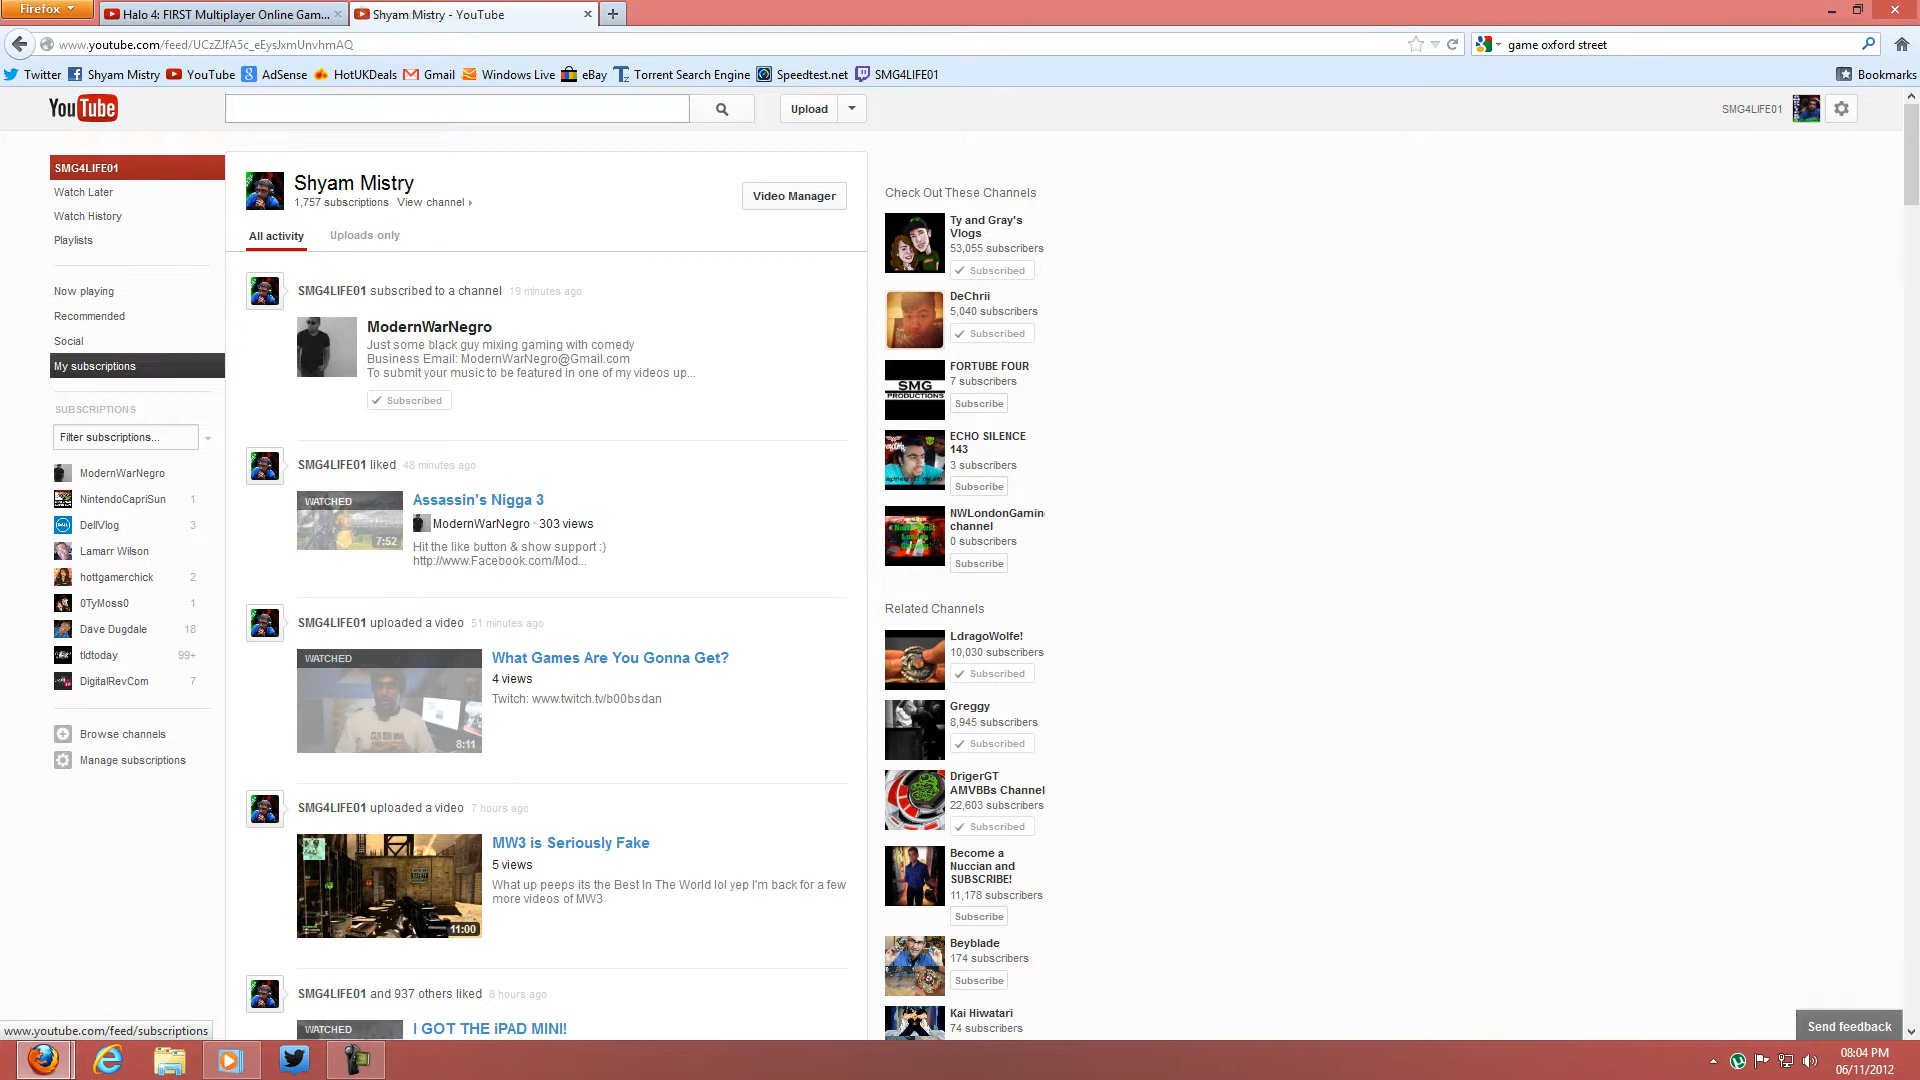 Firefox
Halo 4: FIRST Multiplayer Online Gam...
Shyam Mistry - YouTube
www.youtube.com/feed/UCzZJfA5c_eEysJxmUnvhmAQ
game oxford street
Twitter
Shyam Mistry
YouTube
AdSense
HotUKDeals
Gmail
Windows Live
eBay
Torrent Search Engine
Speedtest.net
SMG4LIFE01
Bookmarks
YouTube
Upload
SMG4LIFE01
SMG4LIFE01
Watch Later
Watch History
Playlists
Now playing
Recommended
Social
My subscriptions
SUBSCRIPTIONS
Filter subscriptions...
ModernWarNegro
NintendoCapriSun 1
DellVlog 3
Lamarr Wilson
hottgamerchick 2
0TyMoss0 1
Dave Dugdale 18
tldtoday 99+
DigitalRevCom 7
Browse channels
Manage subscriptions
Shyam Mistry
1,757 subscriptions View channel
Video Manager
All activity Uploads only
SMG4LIFE01 subscribed to a channel 19 minutes ago
ModernWarNegro
Just some black guy mixing gaming with comedy
Business Email: ModernWarNegro@Gmail.com
To submit your music to be featured in one of my videos up...
Subscribed
SMG4LIFE01 liked 48 minutes ago
WATCHED
7:52
Assassin's Nigga 3
ModernWarNegro · 303 views
Hit the like button & show support :)
http://www.Facebook.com/Mod...
SMG4LIFE01 uploaded a video 51 minutes ago
WATCHED
8:11
What Games Are You Gonna Get?
4 views
Twitch: www.twitch.tv/b00bsdan
SMG4LIFE01 uploaded a video 7 hours ago
11:00
MW3 is Seriously Fake
5 views
What up peeps its the Best In The World lol yep I'm back for a few
more videos of MW3
SMG4LIFE01 and 937 others liked 8 hours ago
WATCHED
I GOT THE iPAD MINI!
Check Out These Channels
Ty and Gray's
Vlogs
53,055 subscribers
Subscribed
DeChrii
5,040 subscribers
Subscribed
SMG
PRODUCTIONS
FORTUBE FOUR
7 subscribers
Subscribe
ECHO SILENCE
143
3 subscribers
Subscribe
NWLondonGamin
channel
0 subscribers
Subscribe
Related Channels
LdragoWolfe!
10,030 subscribers
Subscribed
Greggy
8,945 subscribers
Subscribed
DrigerGT
AMVBBs Channel
22,603 subscribers
Subscribed
Become a
Nuccian and
SUBSCRIBE!
11,178 subscribers
Subscribe
Beyblade
174 subscribers
Subscribe
Kai Hiwatari
74 subscribers
Send feedback
www.youtube.com/feed/subscriptions
08:04 PM
06/11/2012